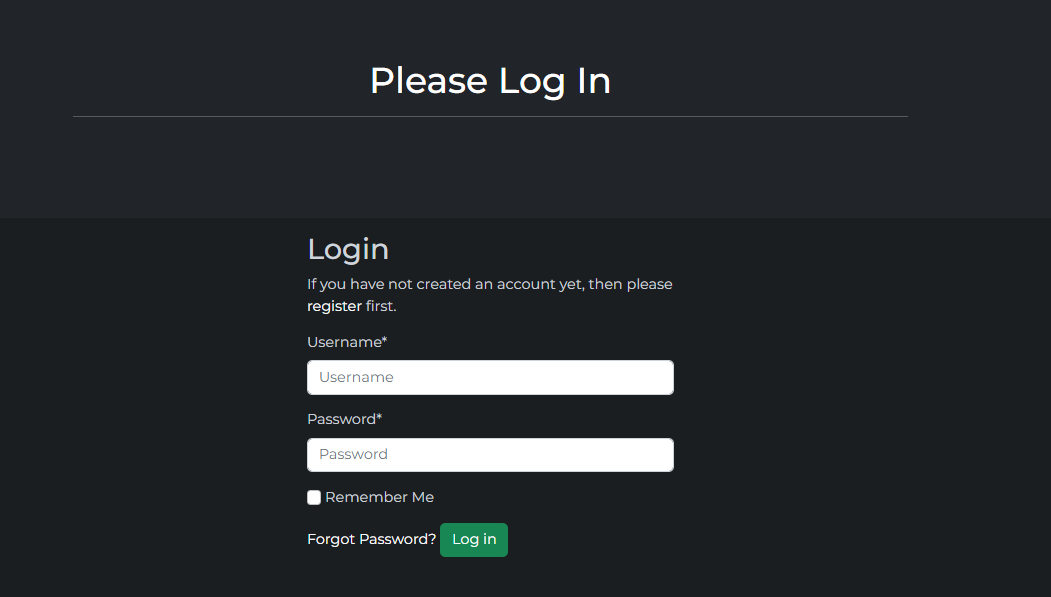 Please Log In
Login
If you have not created an account yet, then please
register first.
Username*
Username
Password*
Password
Remember Me
Forgot Password? Log in